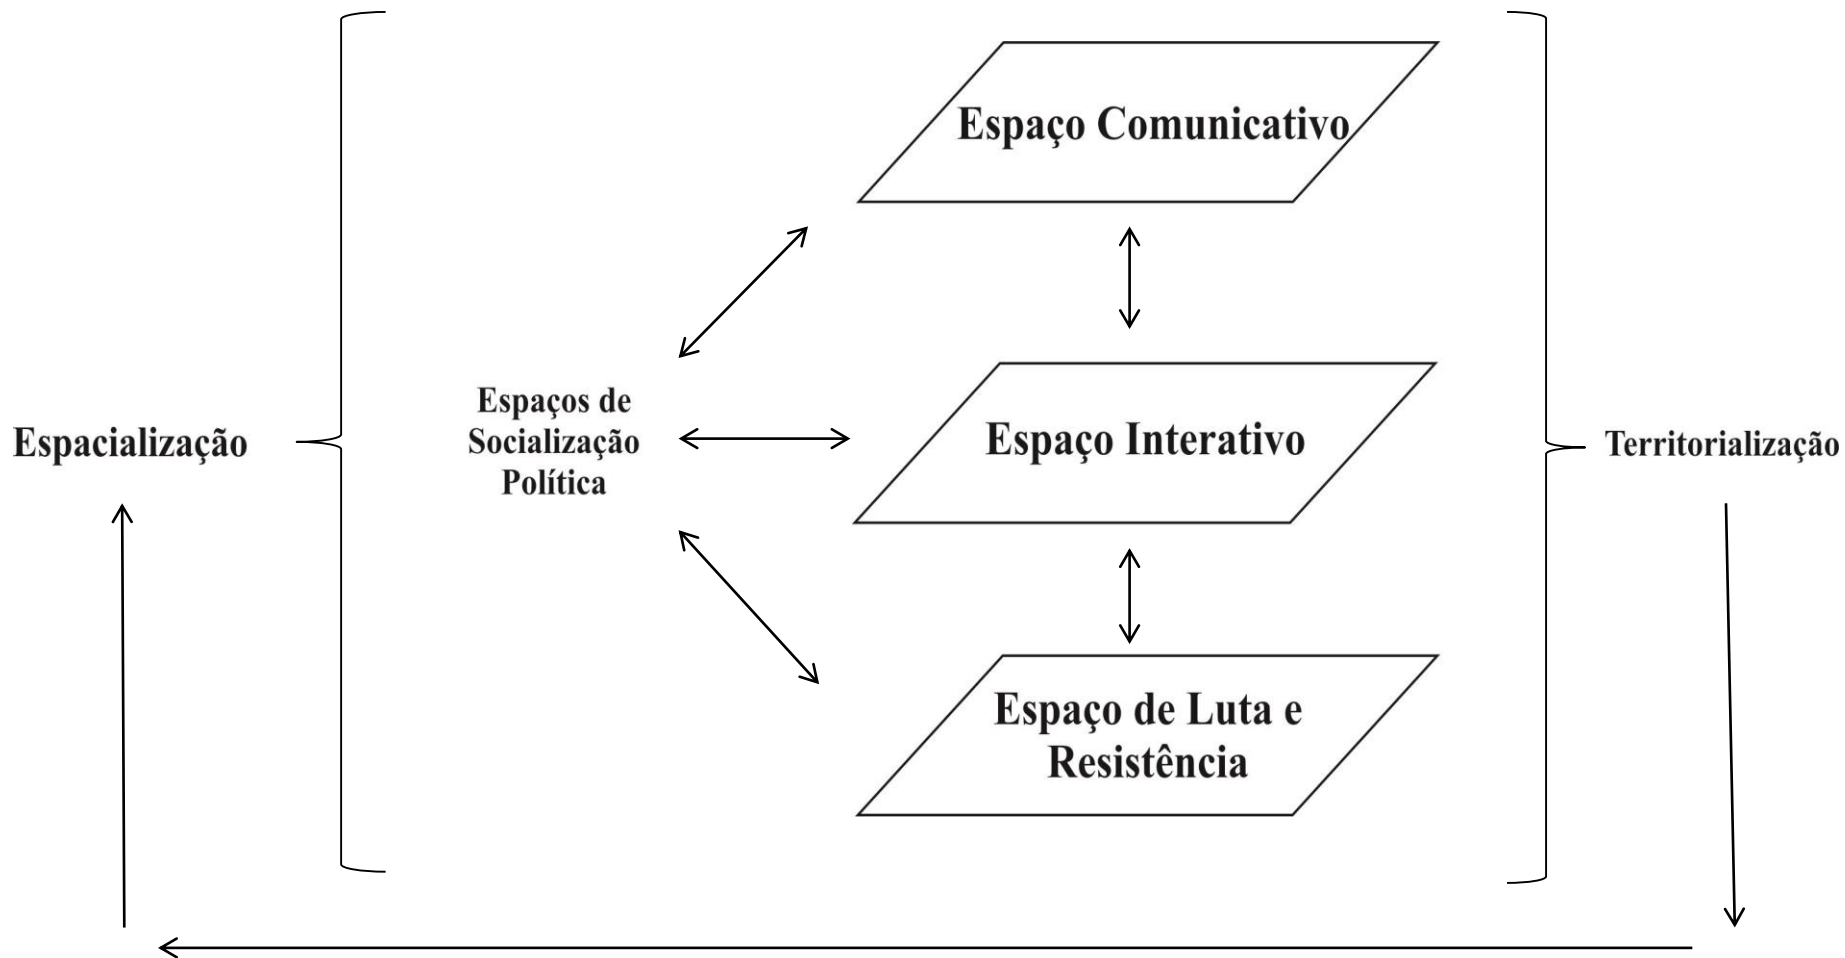 Espaço Comunicativo
Espacialização
Espaços de
Socialização
Política
Espaço Interativo
Territorialização
Espaço de Luta e
Resistência